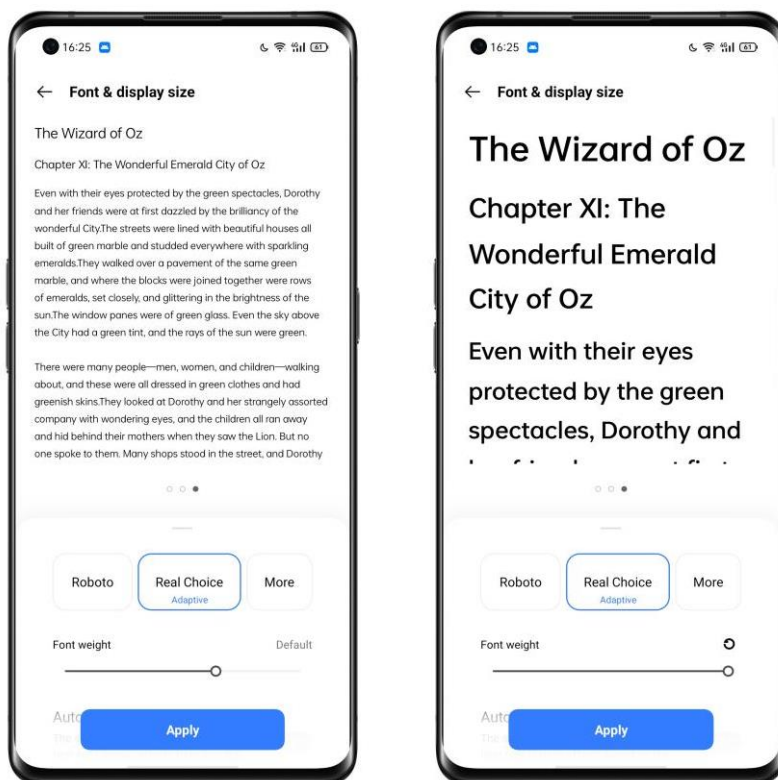 16:25
4G
61
Font & display size
The Wizard of Oz
Chapter XI: The Wonderful Emerald City of Oz
Even with their eyes protected by the green spectacles, Dorothy
and her friends were at first dazzled by the brilliancy of the
wonderful City.The streets were lined with beautiful houses all
built of green marble and studded everywhere with sparkling
emeralds.They walked over a pavement of the same green
marble, and where the blocks were joined together were rows
of emeralds, set closely, and glittering in the brightness of the
sun.The window panes were of green glass. Even the sky above
the City had a green tint, and the rays of the sun were green.
There were many people—men, women, and children—walking
about, and these were all dressed in green clothes and had
greenish skins.They looked at Dorothy and her strangely assorted
company with wondering eyes, and the children all ran away
and hid behind their mothers when they saw the Lion. But no
one spoke to them. Many shops stood in the street, and Dorothy
Roboto
Real Choice
Adaptive
More
Font weight
Default
Auto
Apply
16:25
4G
61
Font & display size
The Wizard of Oz
Chapter XI: The
Wonderful Emerald
City of Oz
Even with their eyes
protected by the green
spectacles, Dorothy and
Roboto
Real Choice
Adaptive
More
Font weight
Auto
Apply